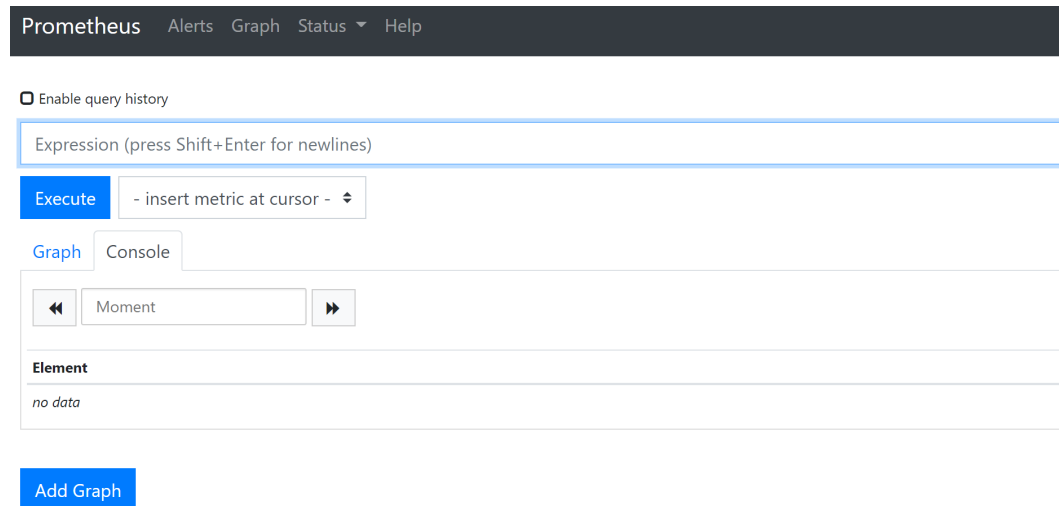 Prometheus Alerts Graph Status Help
Enable query history
Expression (press Shift+Enter for newlines)
Execute - insert metric at cursor -
Graph Console
Moment
Element
no data
Add Graph